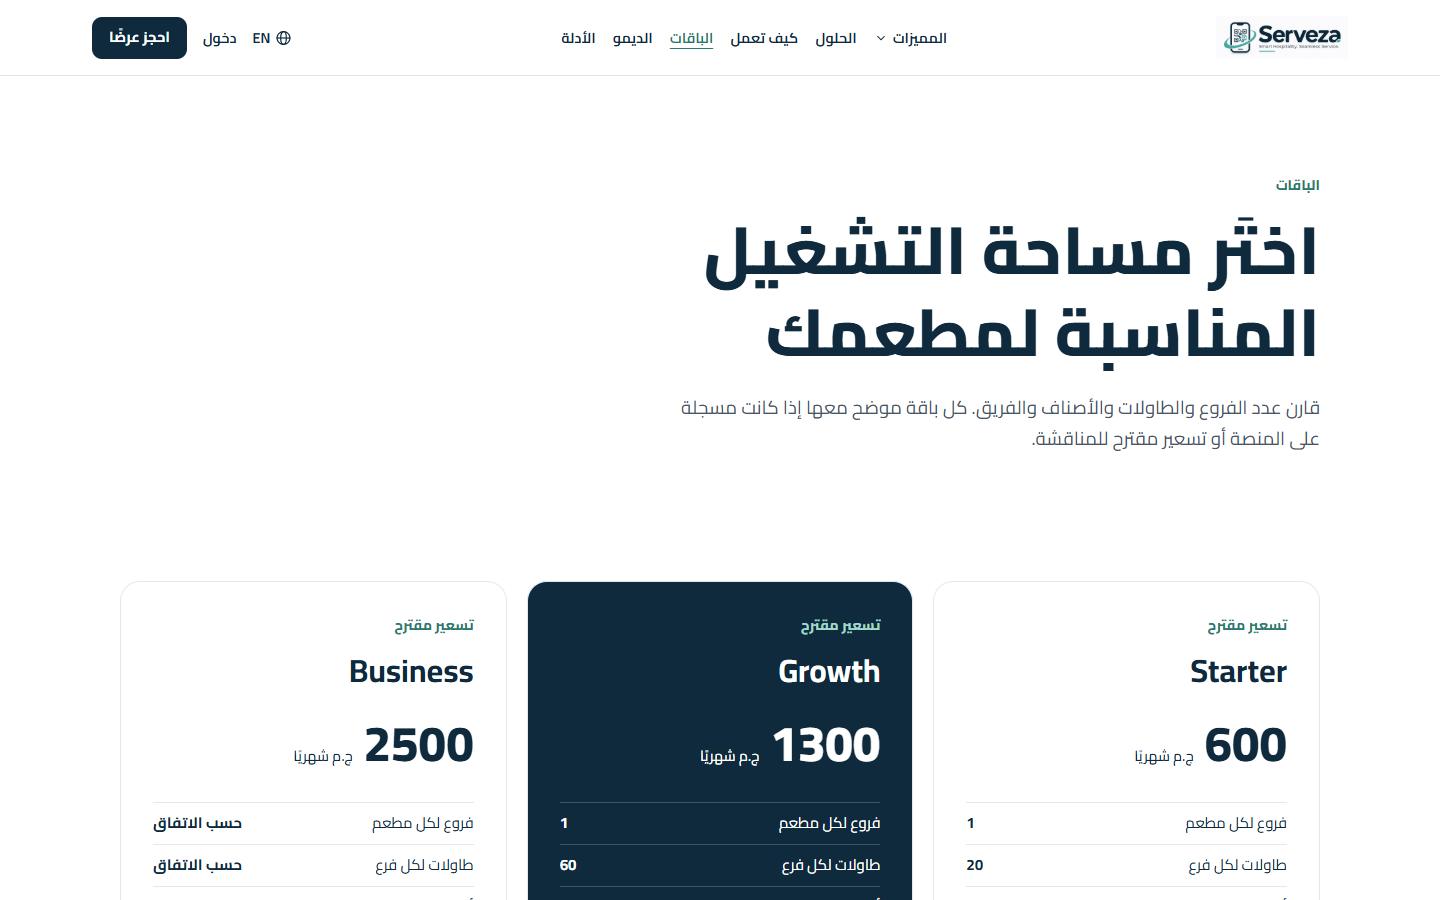 Serveza
Smart Hospitality. Seamless Service.
المميزات
الحلول
كيف تعمل
الباقات
الديمو
الأدلة
EN
دخول
احجز عرضًا
الباقات
اختَر مساحة التشغيل
المناسبة لمطعمك
قارن عدد الفروع والطاولات والأصناف والفريق. كل باقة موضح معها إذا كانت مسجلة
على المنصة أو تسعير مقترح للمناقشة.
تسعير مقترح
Starter
600 ج.م شهريًا
فروع لكل مطعم 1
طاولات لكل فرع 20
تسعير مقترح
Growth
1300 ج.م شهريًا
فروع لكل مطعم 1
طاولات لكل فرع 60
تسعير مقترح
Business
2500 ج.م شهريًا
فروع لكل مطعم حسب الاتفاق
طاولات لكل فرع حسب الاتفاق